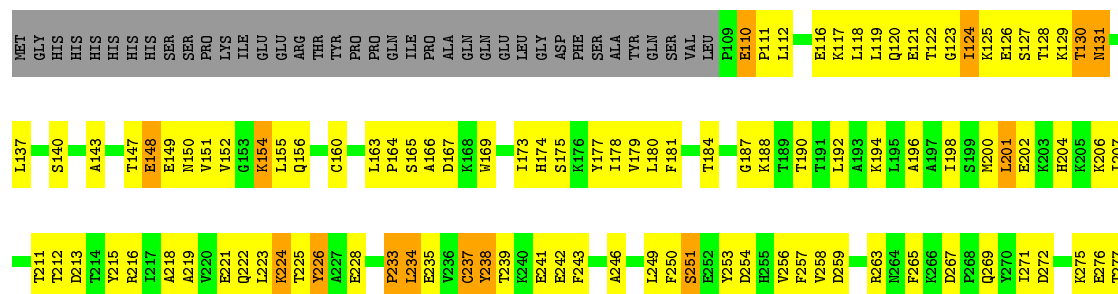 MET GLY HIS HIS HIS HIS HIS HIS SER SER PRO LYS ILE GLU GLU ARG THR TYR PRO PRO GLN ILE PRO ALA GLN GLN GLU LEU GLY ASP PHE SER ALA TYR GLN SER VAL LEU P109 E110 P111 L112 E116 K117 L118 L119 Q120 E121 T122 G123 I124 K125 E126 S127 T128 K129 T130 N131
L137 S140 A143 T147 E148 E149 N150 V151 V152 G153 K154 L155 Q156 C160 L163 P164 S165 A166 D167 K168 W169 I173 H174 S175 K176 Y177 I178 V179 L180 F181 T184 G187 K188 T189 T190 T191 L192 A193 K194 L195 A196 A197 I198 S199 M200 L201 E202 K203 H204 K205 K206
T211 T212 D213 T214 Y215 R216 I217 A218 A219 V220 E221 Q222 L223 K224 T225 Y226 A227 E228 P233 L234 E235 V236 C237 Y238 T239 K240 E241 E242 F243 A246 L249 F250 S251 E252 Y253 D254 H255 V256 F257 V258 D259 R263 N264 F265 K266 D267 P268 Q269 Y270 I271 D272 K275 E276